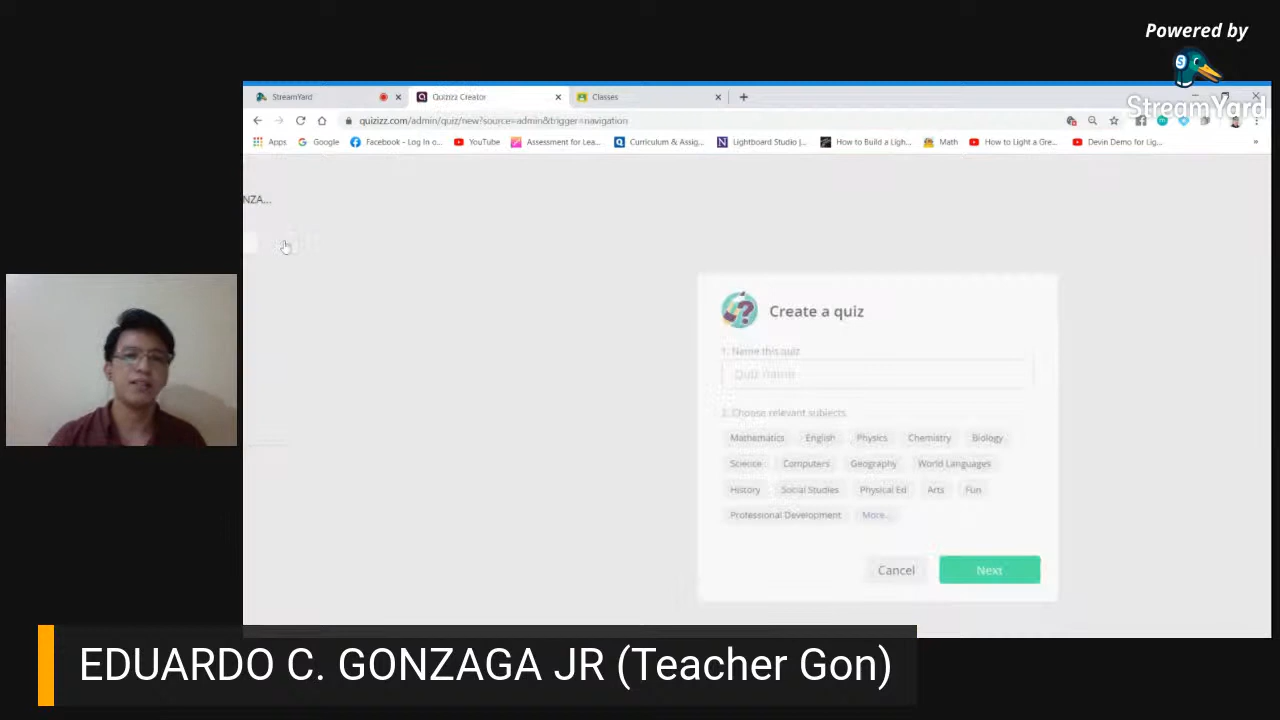 Powered by
StreamYard
StreamYard
Quizizz Creator
Classes
quizizz.com/admin/quiz/new?source=admin&trigger=navigation
Apps
Google
Facebook - Log In o...
YouTube
Assessment for Lea...
Curriculum & Assig...
Lightboard Studio |...
How to Build a Ligh...
Math
How to Light a Gre...
Devin Demo for Lig...
NZA...
Create a quiz
1. Name this quiz
Quiz name
2. Choose relevant subjects
Mathematics English Physics Chemistry Biology
Science Computers Geography World Languages
History Social Studies Physical Ed Arts Fun
Professional Development More...
Cancel Next
EDUARDO C. GONZAGA JR (Teacher Gon)